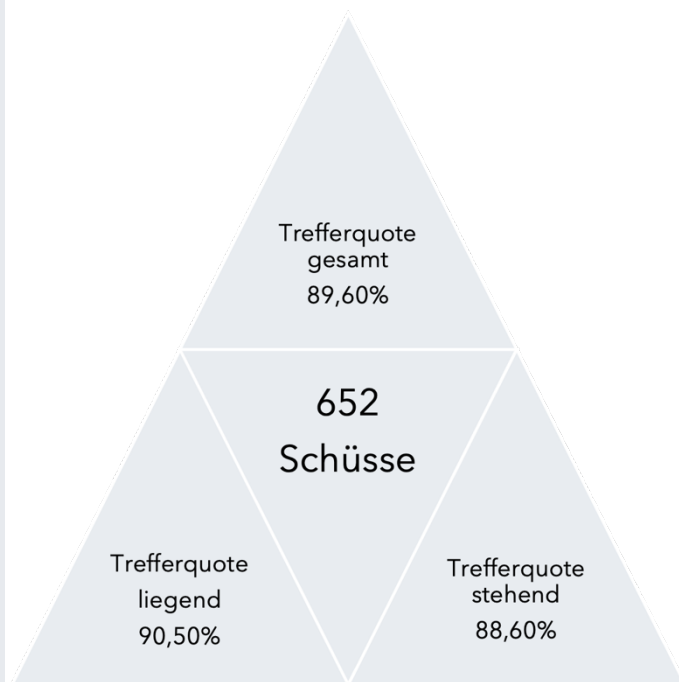 Trefferquote
gesamt
89,60%
652
Schüsse
Trefferquote
liegend
90,50%
Trefferquote
stehend
88,60%